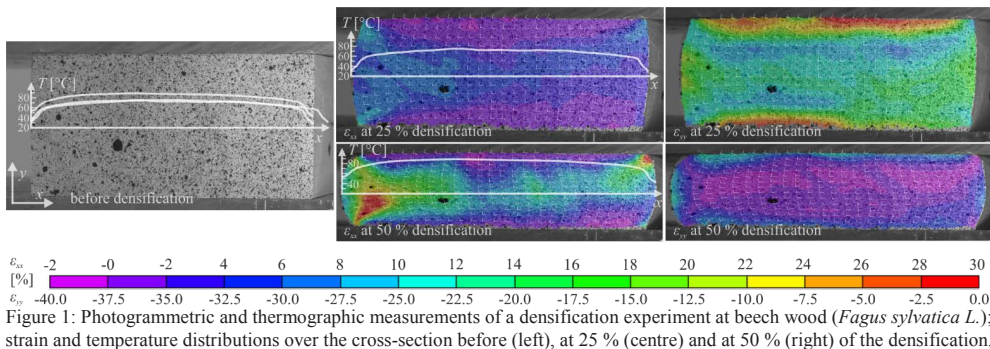 T [°C]
80
60
40
20
x
y
x
before densification
T [°C]
80
60
40
20
x
εxx at 25 % densification
εyy at 25 % densification
T [°C]
80
40
x
εxx at 50 % densification
εyy at 50 % densification
εxx -2 -0 -2 4 6 8 10 12 14 16 18 20 22 24 26 28 30
[%]
εyy -40.0 -37.5 -35.0 -32.5 -30.0 -27.5 -25.0 -22.5 -20.0 -17.5 -15.0 -12.5 -10.0 -7.5 -5.0 -2.5 0.0
Figure 1: Photogrammetric and thermographic measurements of a densification experiment at beech wood (Fagus sylvatica L.);
strain and temperature distributions over the cross-section before (left), at 25 % (centre) and at 50 % (right) of the densification.